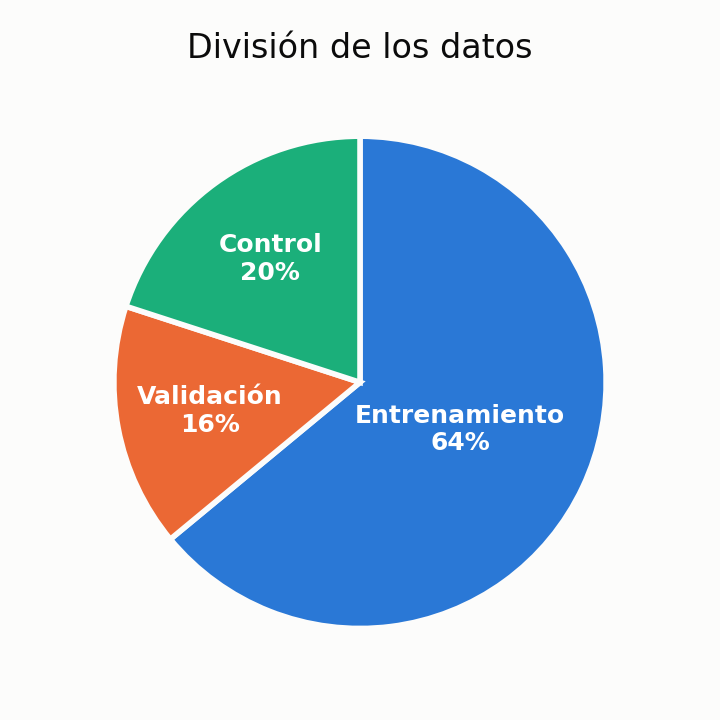 División de los datos
Control
20%
Validación
16%
Entrenamiento
64%